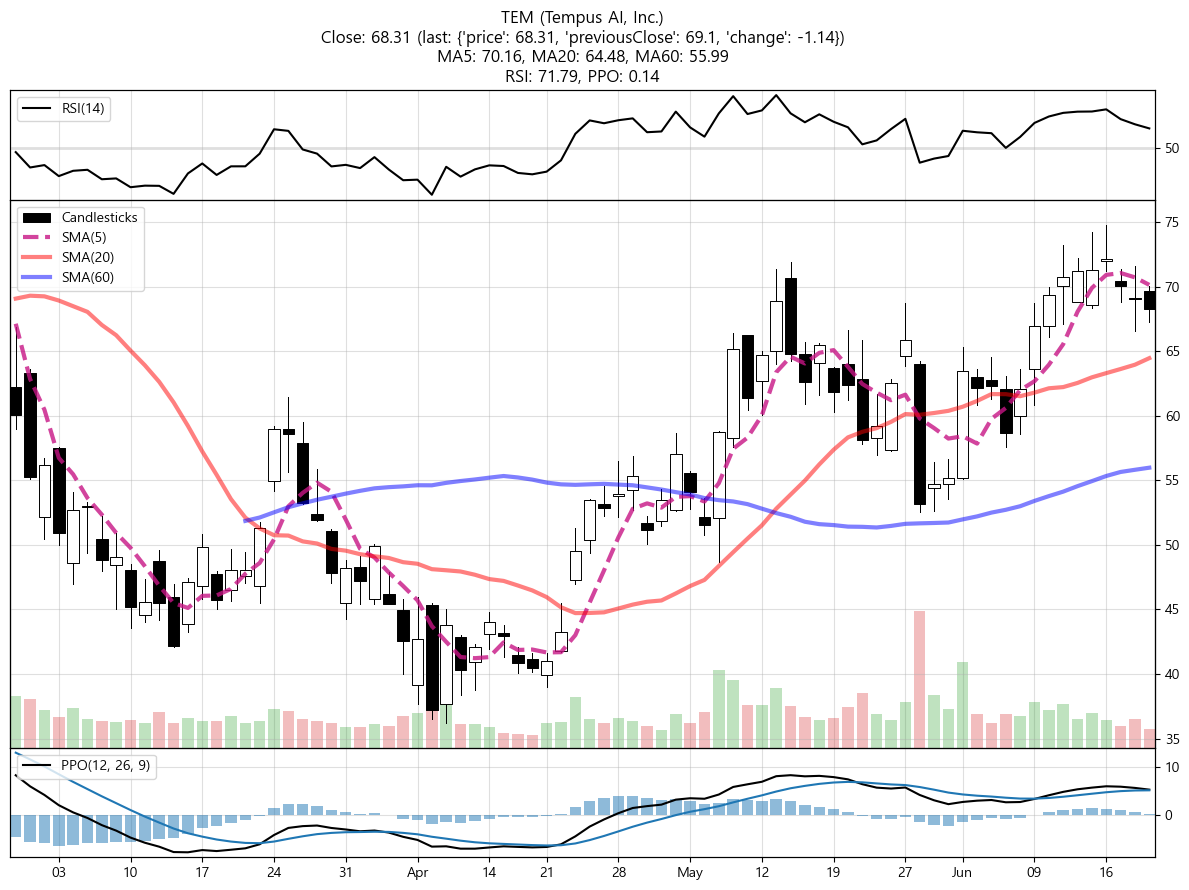 TEM (Tempus AI, Inc.)
Close: 68.31 (last: {'price': 68.31, 'previousClose': 69.1, 'change': -1.14})
MA5: 70.16, MA20: 64.48, MA60: 55.99
RSI: 71.79, PPO: 0.14
RSI(14)
50
Candlesticks
SMA(5)
SMA(20)
SMA(60)
75
70
65
60
55
50
45
40
35
PPO(12, 26, 9)
10
0
03 10 17 24 31 Apr 14 21 28 May 12 19 27 Jun 09 16